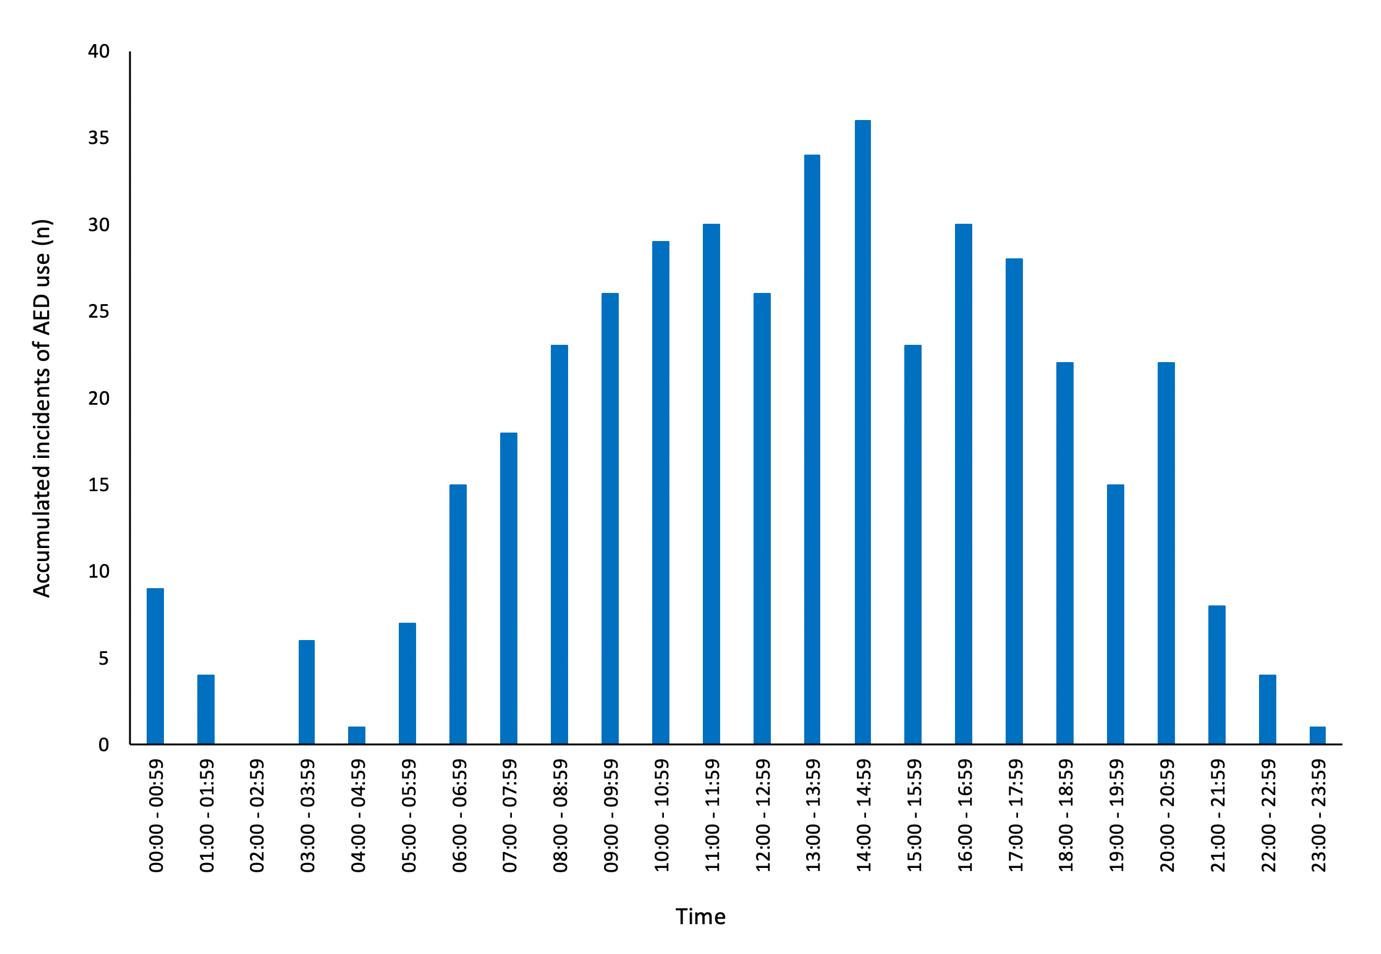 Accumulated incidents of AED use (n)
40
35
30
25
20
15
10
5
0
00:00 - 00:59
01:00 - 01:59
02:00 - 02:59
03:00 - 03:59
04:00 - 04:59
05:00 - 05:59
06:00 - 06:59
07:00 - 07:59
08:00 - 08:59
09:00 - 09:59
10:00 - 10:59
11:00 - 11:59
12:00 - 12:59
13:00 - 13:59
14:00 - 14:59
15:00 - 15:59
16:00 - 16:59
17:00 - 17:59
18:00 - 18:59
19:00 - 19:59
20:00 - 20:59
21:00 - 21:59
22:00 - 22:59
23:00 - 23:59
Time